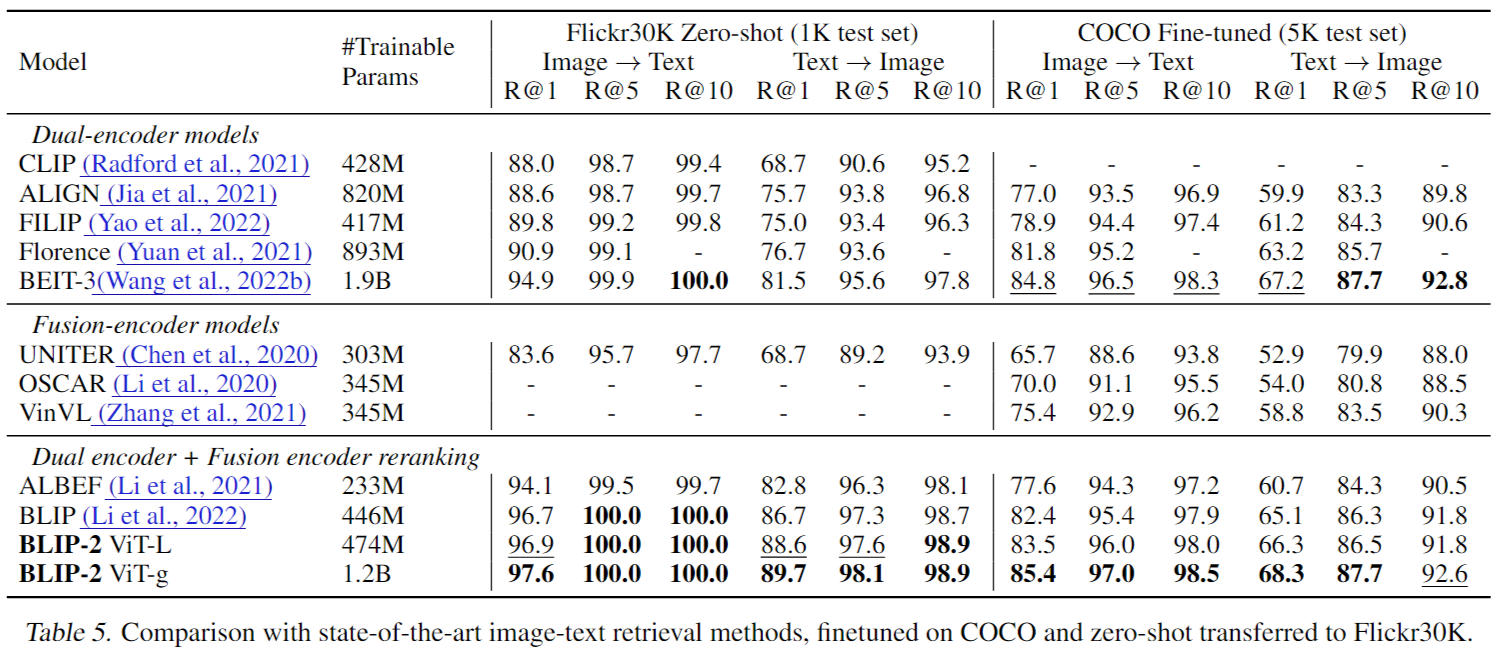 Model #Trainable Params Flickr30K Zero-shot (1K test set) COCO Fine-tuned (5K test set)
Image → Text Text → Image Image → Text Text → Image
R@1 R@5 R@10 R@1 R@5 R@10 R@1 R@5 R@10 R@1 R@5 R@10
Dual-encoder models
CLIP (Radford et al., 2021) 428M 88.0 98.7 99.4 68.7 90.6 95.2 - - - - - -
ALIGN (Jia et al., 2021) 820M 88.6 98.7 99.7 75.7 93.8 96.8 77.0 93.5 96.9 59.9 83.3 89.8
FILIP (Yao et al., 2022) 417M 89.8 99.2 99.8 75.0 93.4 96.3 78.9 94.4 97.4 61.2 84.3 90.6
Florence (Yuan et al., 2021) 893M 90.9 99.1 - 76.7 93.6 - 81.8 95.2 - 63.2 85.7 -
BEIT-3(Wang et al., 2022b) 1.9B 94.9 99.9 100.0 81.5 95.6 97.8 84.8 96.5 98.3 67.2 87.7 92.8
Fusion-encoder models
UNITER (Chen et al., 2020) 303M 83.6 95.7 97.7 68.7 89.2 93.9 65.7 88.6 93.8 52.9 79.9 88.0
OSCAR (Li et al., 2020) 345M - - - - - - 70.0 91.1 95.5 54.0 80.8 88.5
VinVL (Zhang et al., 2021) 345M - - - - - - 75.4 92.9 96.2 58.8 83.5 90.3
Dual encoder + Fusion encoder reranking
ALBEF (Li et al., 2021) 233M 94.1 99.5 99.7 82.8 96.3 98.1 77.6 94.3 97.2 60.7 84.3 90.5
BLIP (Li et al., 2022) 446M 96.7 100.0 100.0 86.7 97.3 98.7 82.4 95.4 97.9 65.1 86.3 91.8
BLIP-2 ViT-L 474M 96.9 100.0 100.0 88.6 97.6 98.9 83.5 96.0 98.0 66.3 86.5 91.8
BLIP-2 ViT-g 1.2B 97.6 100.0 100.0 89.7 98.1 98.9 85.4 97.0 98.5 68.3 87.7 92.6
Table 5. Comparison with state-of-the-art image-text retrieval methods, finetuned on COCO and zero-shot transferred to Flickr30K.